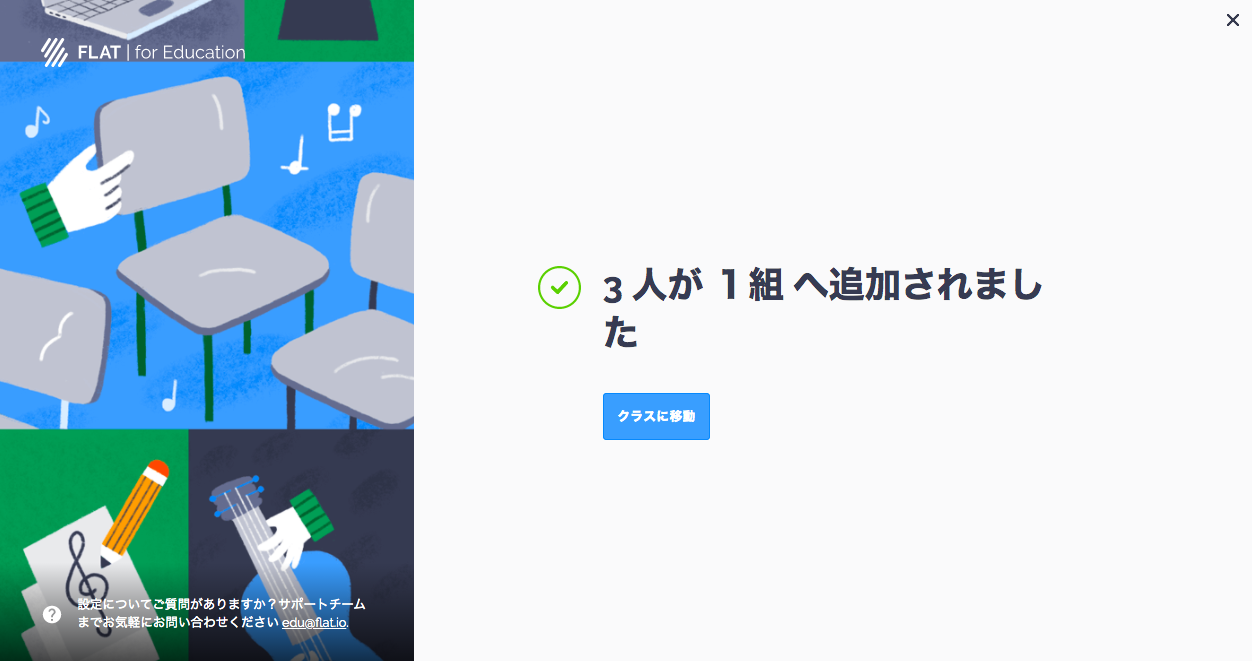 FLAT | for Education
3 人が １組 へ追加されまし
た
クラスに移動
設定についてご質問がありますか？サポートチーム
までお気軽にお問い合わせください edu@flat.io.